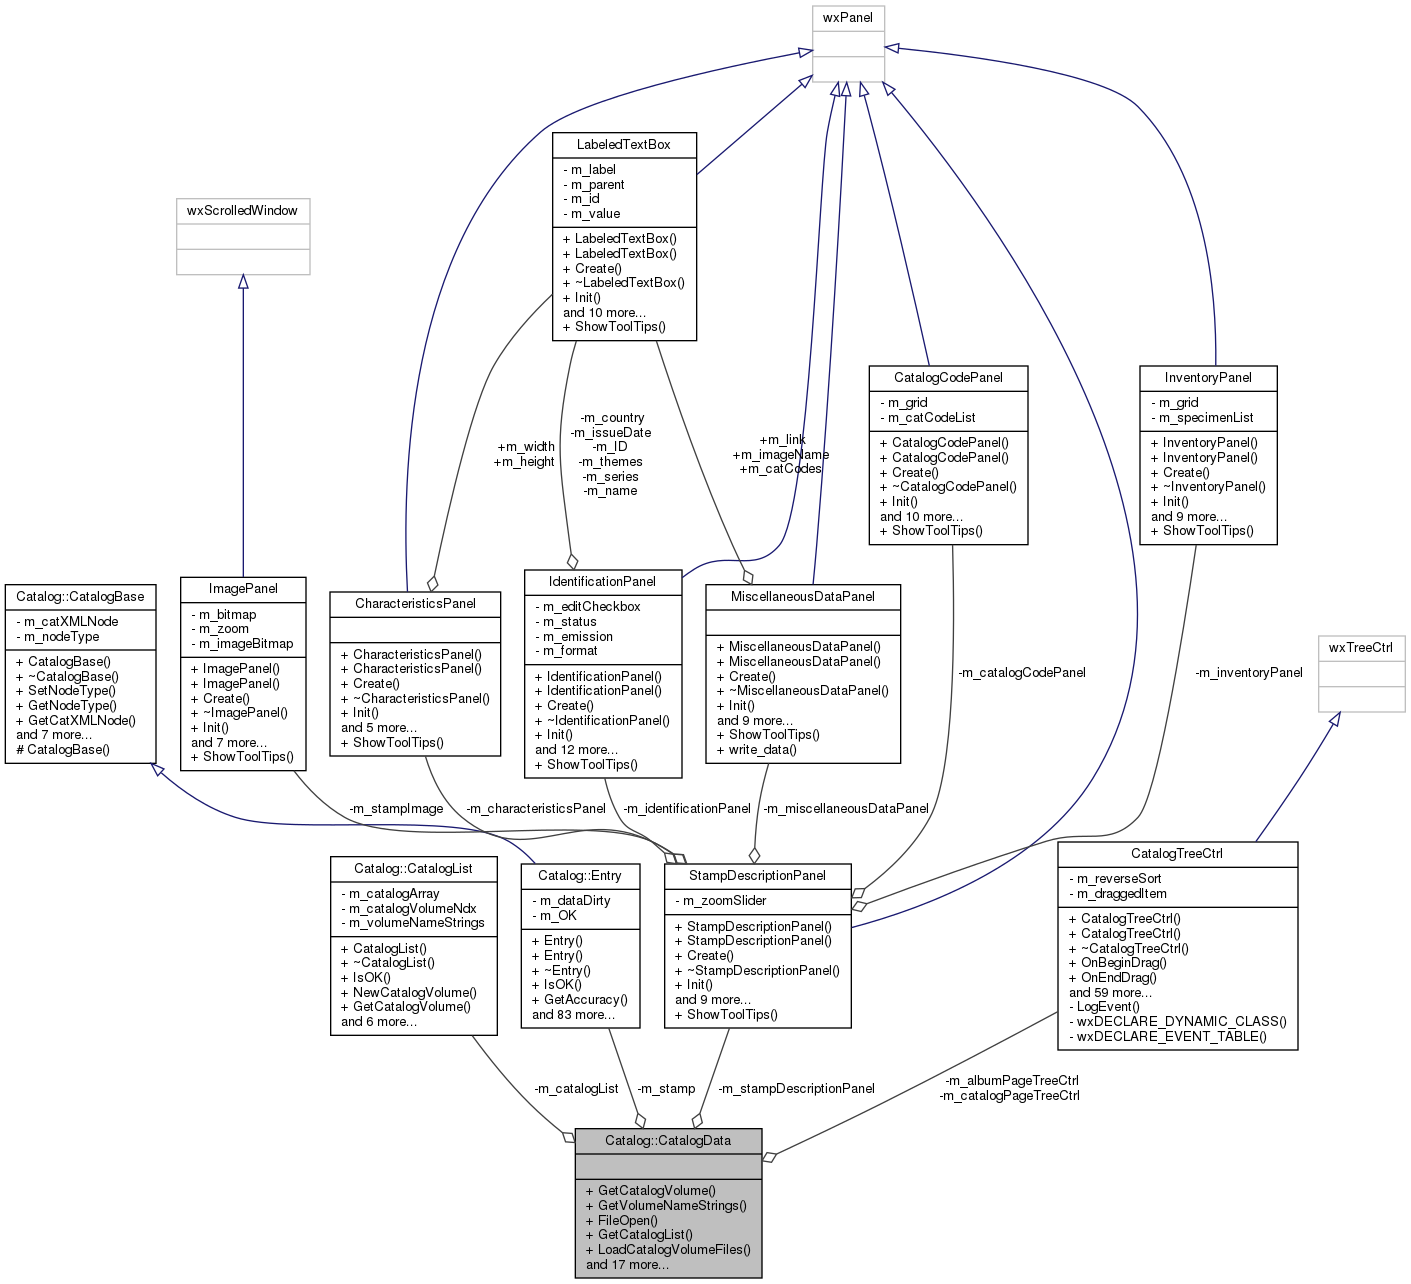 wxPanel
LabeledTextBox
- m_label
- m_parent
- m_id
- m_value
+ LabeledTextBox()
+ LabeledTextBox()
+ Create()
+ ~LabeledTextBox()
+ Init()
and 10 more...
+ ShowToolTips()
wxScrolledWindow
CatalogCodePanel
- m_grid
- m_catCodeList
+ CatalogCodePanel()
+ CatalogCodePanel()
+ Create()
+ ~CatalogCodePanel()
+ Init()
and 10 more...
+ ShowToolTips()
InventoryPanel
- m_grid
- m_specimenList
+ InventoryPanel()
+ InventoryPanel()
+ Create()
+ ~InventoryPanel()
+ Init()
and 9 more...
+ ShowToolTips()
+m_width
+m_height
-m_country
-m_issueDate
-m_ID
-m_themes
-m_series
-m_name
+m_link
+m_imageName
+m_catCodes
Catalog::CatalogBase
- m_catXMLNode
- m_nodeType
+ CatalogBase()
+ ~CatalogBase()
+ SetNodeType()
+ GetNodeType()
+ GetCatXMLNode()
and 7 more...
# CatalogBase()
ImagePanel
- m_bitmap
- m_zoom
- m_imageBitmap
+ ImagePanel()
+ ImagePanel()
+ Create()
+ ~ImagePanel()
+ Init()
and 7 more...
+ ShowToolTips()
CharacteristicsPanel
+ CharacteristicsPanel()
+ CharacteristicsPanel()
+ Create()
+ ~CharacteristicsPanel()
+ Init()
and 5 more...
+ ShowToolTips()
IdentificationPanel
- m_editCheckbox
- m_status
- m_emission
- m_format
+ IdentificationPanel()
+ IdentificationPanel()
+ Create()
+ ~IdentificationPanel()
+ Init()
and 12 more...
+ ShowToolTips()
MiscellaneousDataPanel
+ MiscellaneousDataPanel()
+ MiscellaneousDataPanel()
+ Create()
+ ~MiscellaneousDataPanel()
+ Init()
and 9 more...
+ ShowToolTips()
+ write_data()
-m_catalogCodePanel
-m_inventoryPanel
wxTreeCtrl
-m_stampImage
-m_characteristicsPanel
-m_identificationPanel
-m_miscellaneousDataPanel
Catalog::CatalogList
- m_catalogArray
- m_catalogVolumeNdx
- m_volumeNameStrings
+ CatalogList()
+ ~CatalogList()
+ IsOK()
+ NewCatalogVolume()
+ GetCatalogVolume()
and 6 more...
Catalog::Entry
- m_dataDirty
- m_OK
+ Entry()
+ Entry()
+ ~Entry()
+ IsOK()
+ GetAccuracy()
and 83 more...
StampDescriptionPanel
- m_zoomSlider
+ StampDescriptionPanel()
+ StampDescriptionPanel()
+ Create()
+ ~StampDescriptionPanel()
+ Init()
and 9 more...
+ ShowToolTips()
CatalogTreeCtrl
- m_reverseSort
- m_draggedItem
+ CatalogTreeCtrl()
+ CatalogTreeCtrl()
+ ~CatalogTreeCtrl()
+ OnBeginDrag()
+ OnEndDrag()
and 59 more...
- LogEvent()
- wxDECLARE_DYNAMIC_CLASS()
- wxDECLARE_EVENT_TABLE()
-m_catalogList
-m_stamp
-m_stampDescriptionPanel
-m_albumPageTreeCtrl
-m_catalogPageTreeCtrl
Catalog::CatalogData
+ GetCatalogVolume()
+ GetVolumeNameStrings()
+ FileOpen()
+ GetCatalogList()
+ LoadCatalogVolumeFiles()
and 17 more...